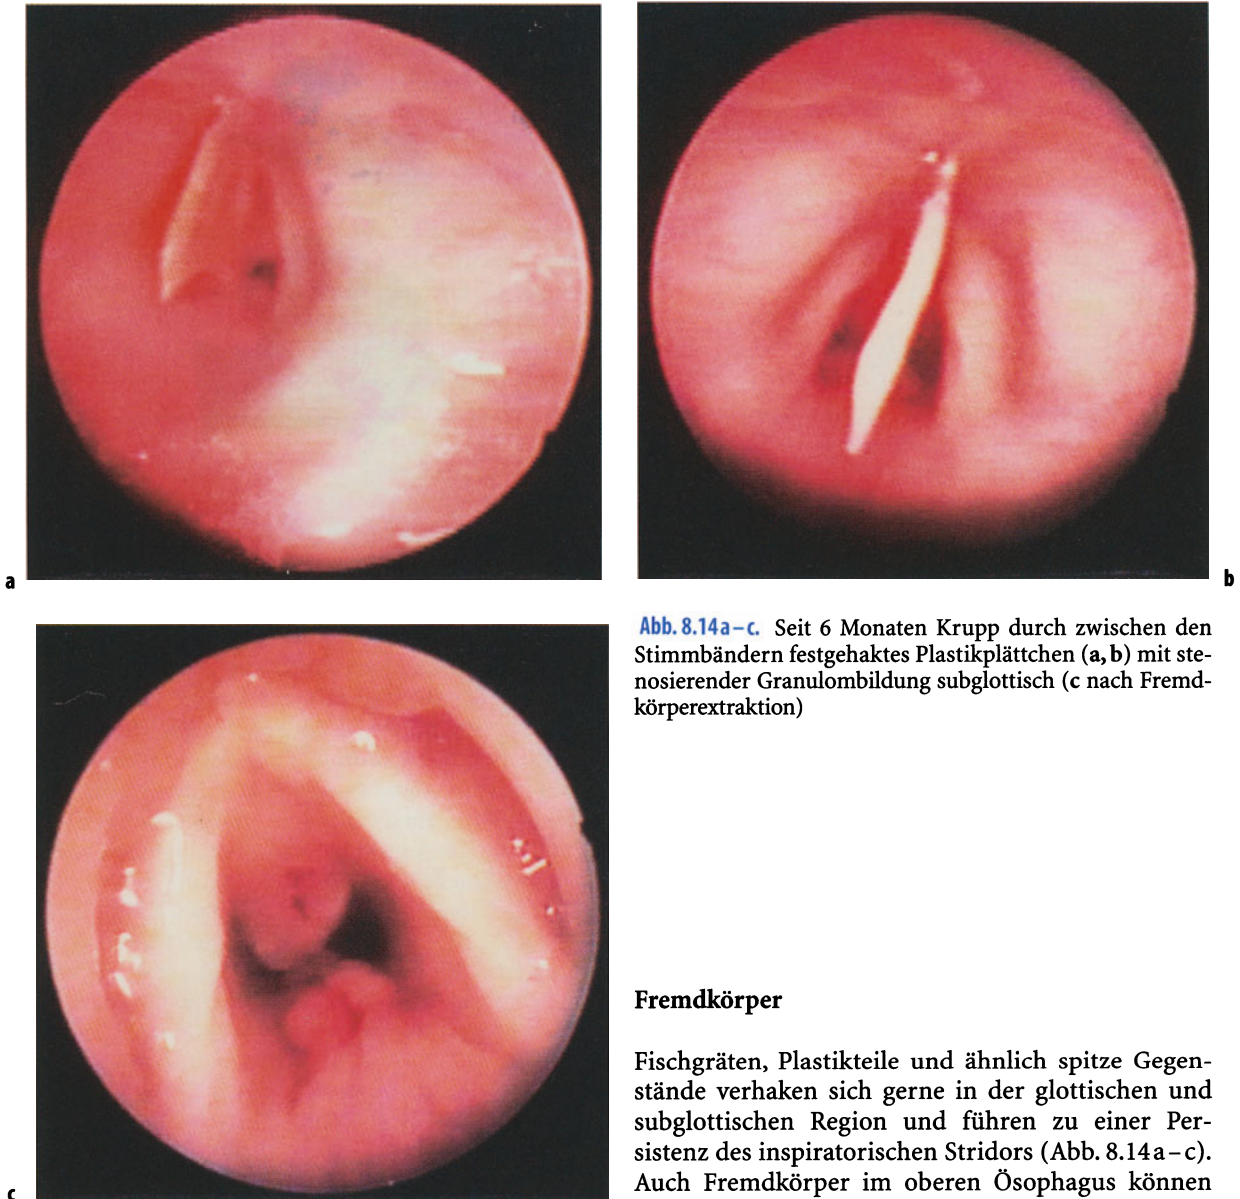 a
b
Abb. 8.14 a–c. Seit 6 Monaten Krupp durch zwischen den
Stimmbändern festgehaktes Plastikplättchen (a, b) mit ste-
nosierender Granulombildung subglottisch (c nach Fremd-
körperextraktion)
c
Fremdkörper
Fischgräten, Plastikteile und ähnlich spitze Gegen-
stände verhaken sich gerne in der glottischen und
subglottischen Region und führen zu einer Per-
sistenz des inspiratorischen Stridors (Abb. 8.14 a–c).
Auch Fremdkörper im oberen Ösophagus können